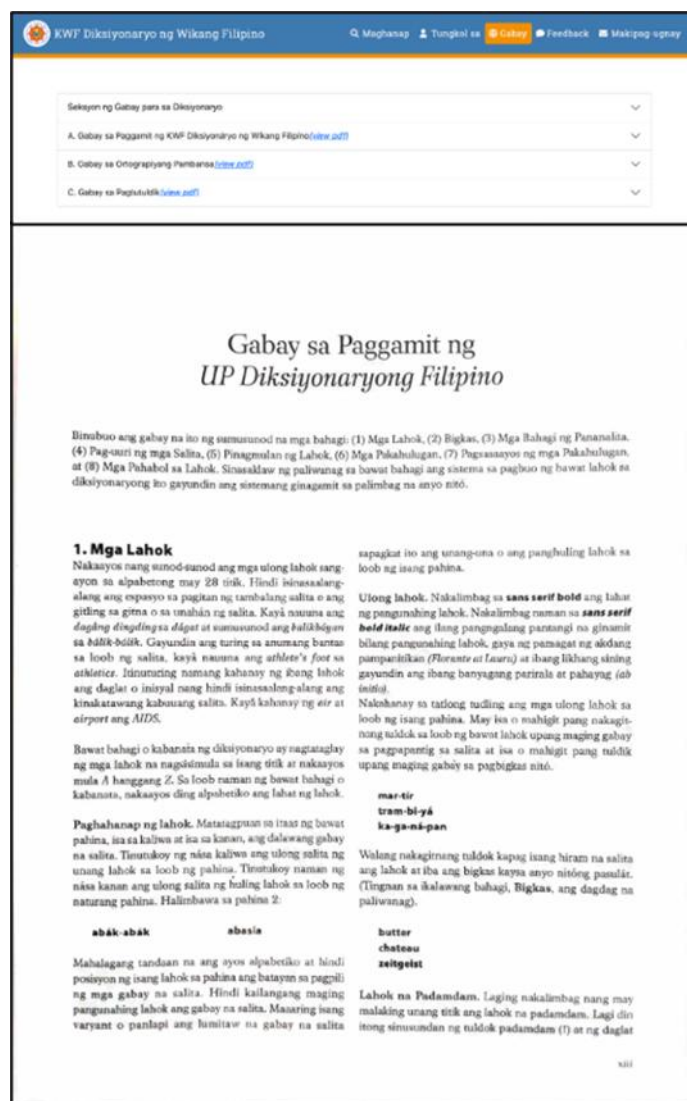 KWF Diksiyonaryo ng Wikang Filipino
Maghanap Tungkol sa Gabay Feedback Makipag-ugnay
Seksyon ng Gabay para sa Diksiyonaryo
A. Gabay sa Paggamit ng KWF Diksiyonaryo ng Wikang Filipino(view pdf)
B. Gabay sa Ortograpiyang Pambansa(view pdf)
C. Gabay sa Pagtutuldik(view pdf)
Gabay sa Paggamit ng
UP Diksiyonaryong Filipino
Binubuo ang gabay na ito ng sumusunod na mga bahagi: (1) Mga Lahok, (2) Bigkas, (3) Mga Bahagi ng Pananalita,
(4) Pag-uuri ng mga Salita, (5) Pinagmulan ng Lahok, (6) Mga Pakahulugan, (7) Pagsasaayos ng mga Pakahulugan,
at (8) Mga Pahabol sa Lahok. Sinasaklaw ng paliwanag sa bawat bahagi ang sistema sa pagbuo ng bawat lahok sa
diksiyonaryong ito gayundin ang sistemang ginagamit sa palimbag na anyo nitó.
1. Mga Lahok
Nakaayos nang sunod-sunod ang mga ulong lahok sang-
ayon sa alpabetong may 28 titik. Hindi isinasaalang-
alang ang espasyo sa pagitan ng tambalang salita o ang
gitling sa gitna o sa unahán ng salita. Kayâ nauuna ang
dagâng dingding sa dágat at sumusunod ang balikbáyan
sa bálik-bálik. Gayundin ang turing sa anumang bantas
sa loob ng salita, kayâ nauuna ang athlete's foot sa
athletics. Itinuturing namang kahanay ng ibang lahok
ang daglat o inisyal nang hindi isinasaalang-alang ang
kinakatawang kabuuang salita. Kayâ kahanay ng air at
airport ang AIDS.
Bawat bahagi o kabanata ng diksiyonaryo ay nagtataglay
ng mga lahok na nagsisimula sa isang titik at nakaayos
mula A hanggang Z. Sa loob naman ng bawat bahagi o
kabanata, nakaayos ding alpabetiko ang lahat ng lahok.
Paghahanap ng lahok. Matatagpuan sa itaas ng bawat
pahina, isa sa kaliwa at isa sa kanan, ang dalawang gabay
na salita. Tinutukoy ng nása kaliwa ang ulong salita ng
unang lahok sa loob ng pahina. Tinutukoy naman ng
nása kanan ang ulong salita ng huling lahok sa loob ng
naturang pahina. Halimbawa sa pahina 2:
abák-abák abasia
Mahalagang tandaan na ang ayos alpabetiko at hindi
posisyon ng isang lahok sa pahina ang batayan sa pagpili
ng mga gabay na salita. Hindi kailangang maging
pangunahing lahok ang gabay na salita. Maaaring isang
varyant o panlapi ang lumitaw na gabay na salita
sapagkat ito ang unang-una o ang panghuling lahok sa
loob ng isang pahina.
Ulong lahok. Nakalimbag sa sans serif bold ang lahat
ng pangunahing lahok. Nakalimbag naman sa sans serif
bold italic ang ilang pangngalang pantangi na ginamit
bilang pangunahing lahok, gaya ng pamagat ng akdang
pampanitikan (Florante at Laura) at ibang likhang sining
gayundin ang ibang banyagang parirala at pahayag (ab
initio).
Nakahanay sa tatlong tudling ang mga ulong lahok sa
loob ng isang pahina. May isa o mahigit pang nakagit-
nang tuldok sa loob ng bawat lahok upang maging gabay
sa pagpapantig sa salita at isa o mahigit pang tuldik
upang maging gabay sa pagbigkas nitó.
mar·tir
tram·bi·yá
ka·ga·ná·pan
Walang nakagitnang tuldok kapag isang hiram na salita
ang lahok at iba ang bigkas kaysa anyo nitóng pasulát.
(Tingnan sa ikalawang bahagi, Bigkas, ang dagdag na
paliwanag).
butter
chateau
zeitgeist
Lahok na Padamdam. Laging nakalimbag nang may
malaking unang titik ang lahok na padamdam. Lagi din
itong sinusundan ng tuldok padamdam (!) at ng daglat
xiii